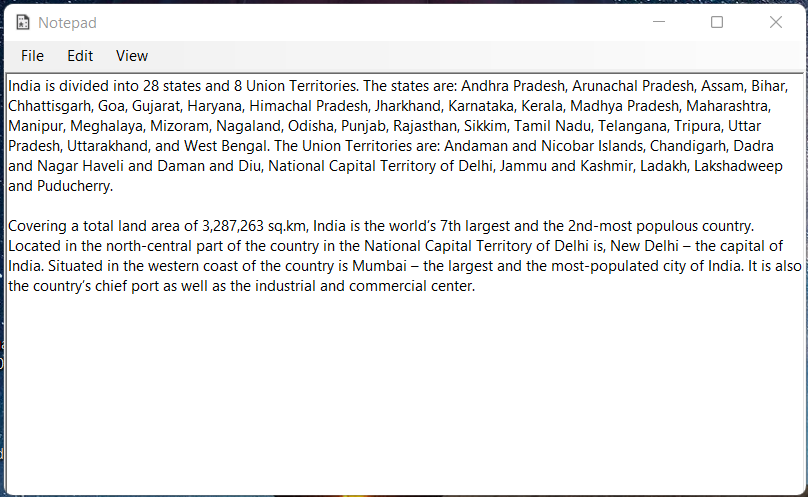 Notepad
File Edit View
India is divided into 28 states and 8 Union Territories. The states are: Andhra Pradesh, Arunachal Pradesh, Assam, Bihar,
Chhattisgarh, Goa, Gujarat, Haryana, Himachal Pradesh, Jharkhand, Karnataka, Kerala, Madhya Pradesh, Maharashtra,
Manipur, Meghalaya, Mizoram, Nagaland, Odisha, Punjab, Rajasthan, Sikkim, Tamil Nadu, Telangana, Tripura, Uttar
Pradesh, Uttarakhand, and West Bengal. The Union Territories are: Andaman and Nicobar Islands, Chandigarh, Dadra
and Nagar Haveli and Daman and Diu, National Capital Territory of Delhi, Jammu and Kashmir, Ladakh, Lakshadweep
and Puducherry.
Covering a total land area of 3,287,263 sq.km, India is the world’s 7th largest and the 2nd-most populous country.
Located in the north-central part of the country in the National Capital Territory of Delhi is, New Delhi – the capital of
India. Situated in the western coast of the country is Mumbai – the largest and the most-populated city of India. It is also
the country’s chief port as well as the industrial and commercial center.